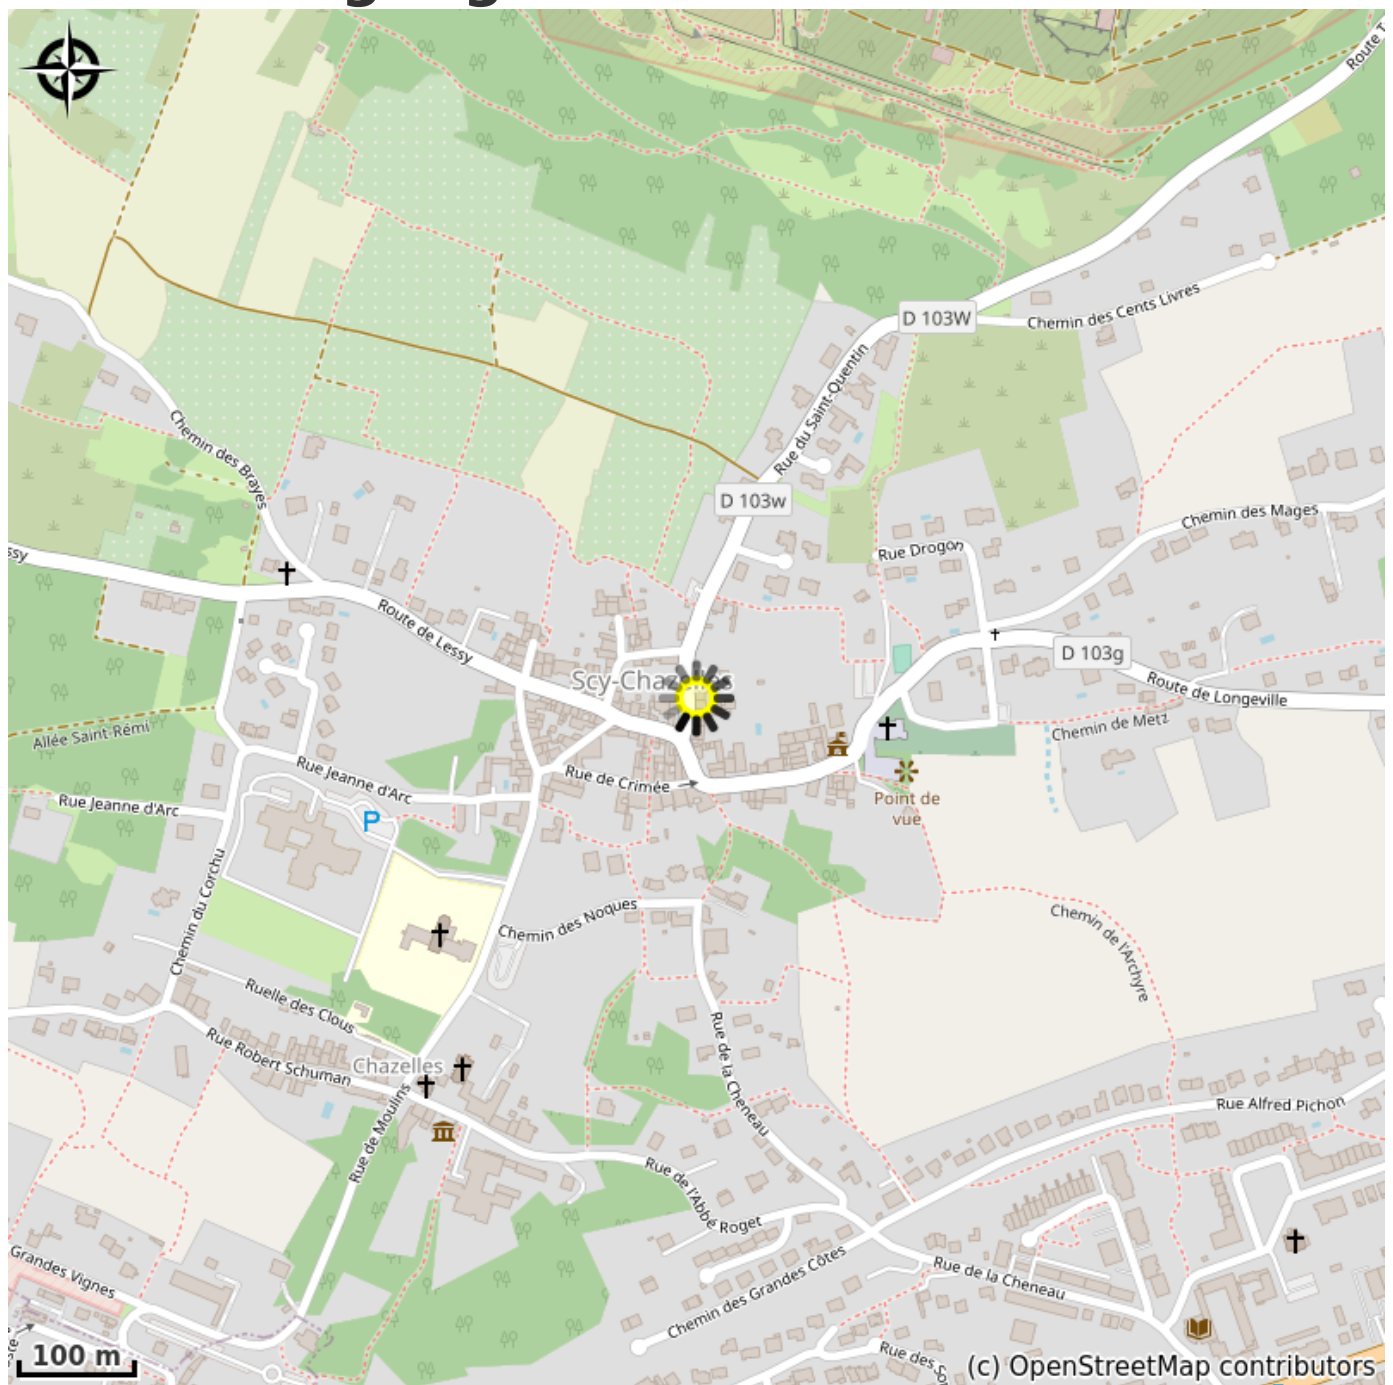 Route T
D 103W
Chemin des Cents Livres
Rue du Saint-Quentin
Chemin des Brayes
D 103w
Chemin des Mages
Rue Drogon
ssy
Route de Lessy
D 103g
Scy-Chazelles
Route de Longeville
Chemin de Metz
Allée Saint-Rémi
Rue Jeanne d'Arc
Rue de Crimée
Rue Jeanne d'Arc
P
Point de
vue
Chemin du Corchu
Chemin des Noques
Chemin de l'Archyre
Ruelle des Clous
Rue Robert Schuman
Chazelles
Rue de la Cheneau
Rue de Moulins
Rue Alfred Pichon
Rue de l'Abbé Roget
Grandes Vignes
Chemin des Grandes Côtes
Rue de la Cheneau
100 m
(c) OpenStreetMap contributors